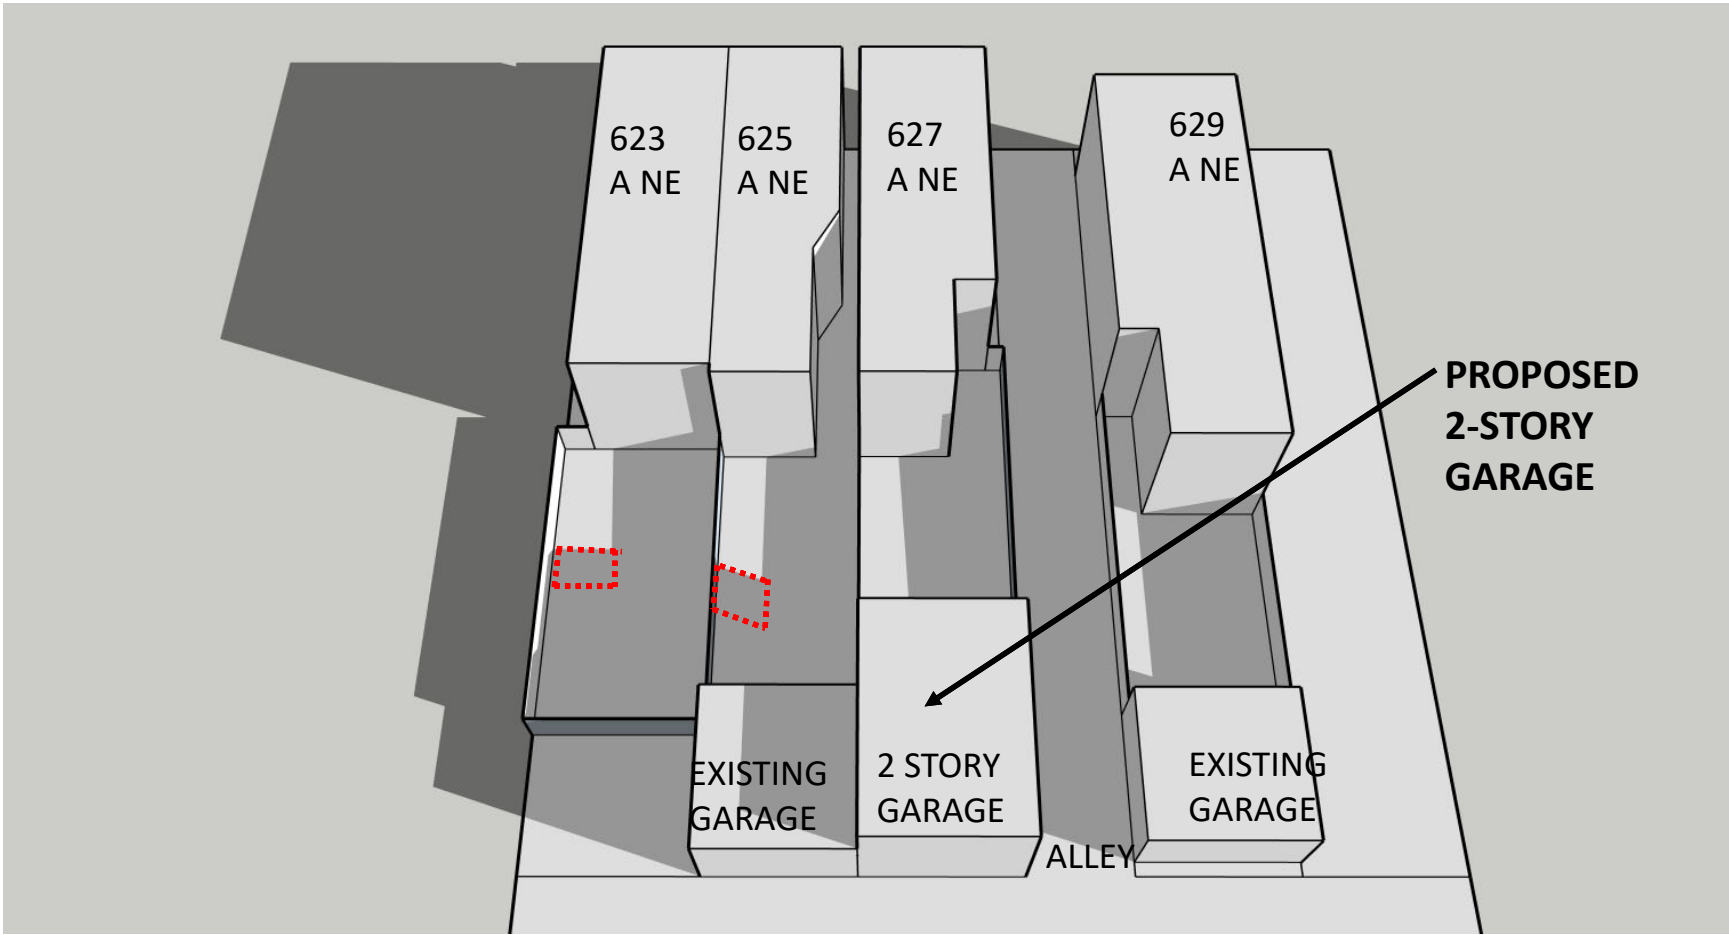 623
A NE
625
A NE
627
A NE
629
A NE
PROPOSED
2-STORY
GARAGE
EXISTING
GARAGE
2 STORY
GARAGE
EXISTING
GARAGE
ALLEY